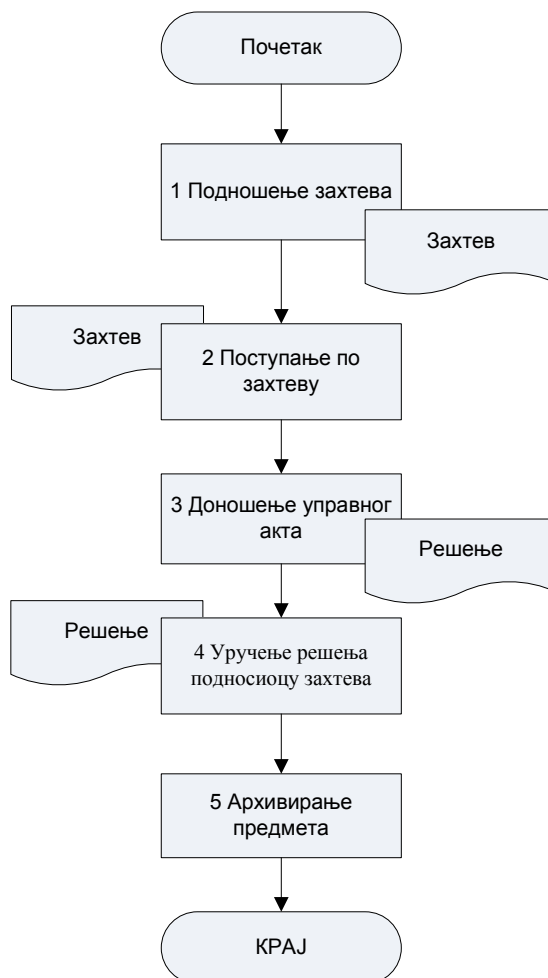 Почетак
1 Подношење захтева
Захтев
Захтев
2 Поступање по
захтеву
3 Доношење управног
акта
Решење
Решење
4 Уручење решења
подносиоцу захтева
5 Архивирање
предмета
КРАЈ